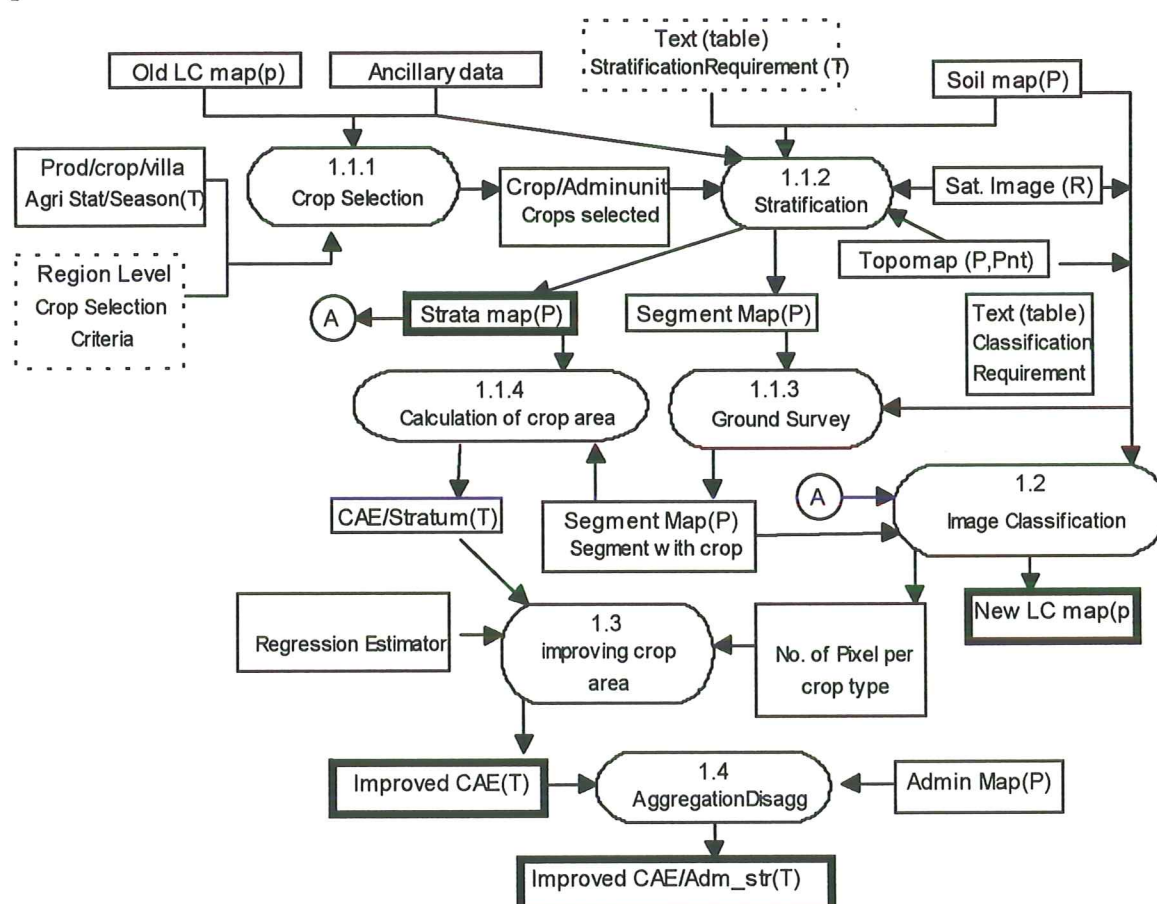 Text (table)
StratificationRequirement (T)
Old LC map(p)
Ancillary data
Soil map(P)
Prod/crop/villa
Agri Stat/Season(T)
1.1.1
Crop Selection
Crop/Adminunit
Crops selected
1.1.2
Stratification
Sat. Image (R)
Topomap (P,Pnt)
Region Level
Crop Selection
Criteria
A
Strata map(P)
Segment Map(P)
Text (table)
Classification
Requirement
1.1.4
Calculation of crop area
1.1.3
Ground Survey
CAE/Stratum(T)
Segment Map(P)
Segment with crop
A
1.2
Image Classification
New LC map(p
Regression Estimator
1.3
improving crop
area
No. of Pixel per
crop type
Improved CAE(T)
1.4
AggregationDisagg
Admin Map(P)
Improved CAE/Adm_str(T)